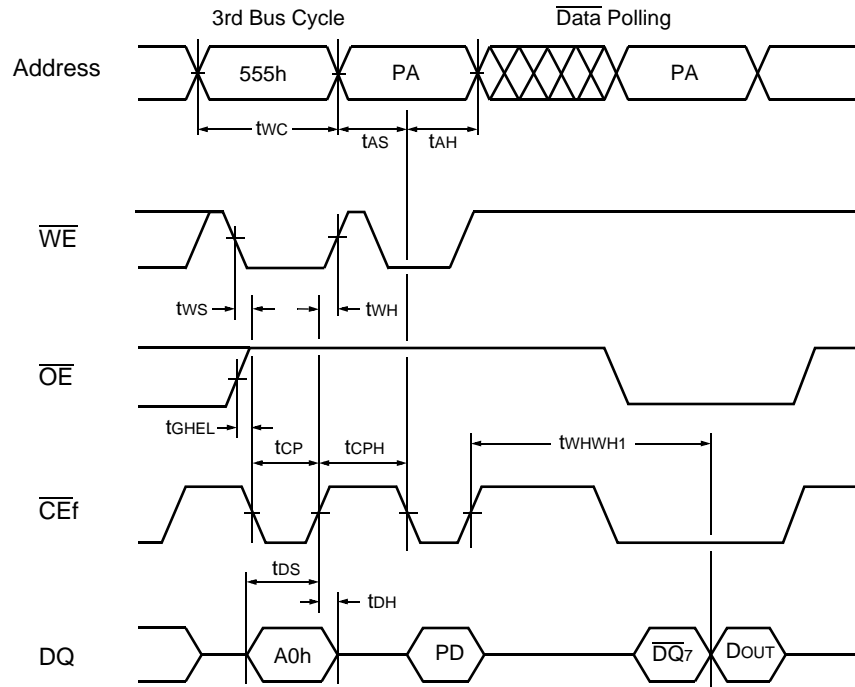 3rd Bus Cycle
Data Polling
Address
555h
PA
PA
tWC
tAS
tAH
WE
tWS
tWH
OE
tGHEL
tCP
tCPH
tWHWH1
CEf
tDS
tDH
DQ
A0h
PD
DQ7
DOUT